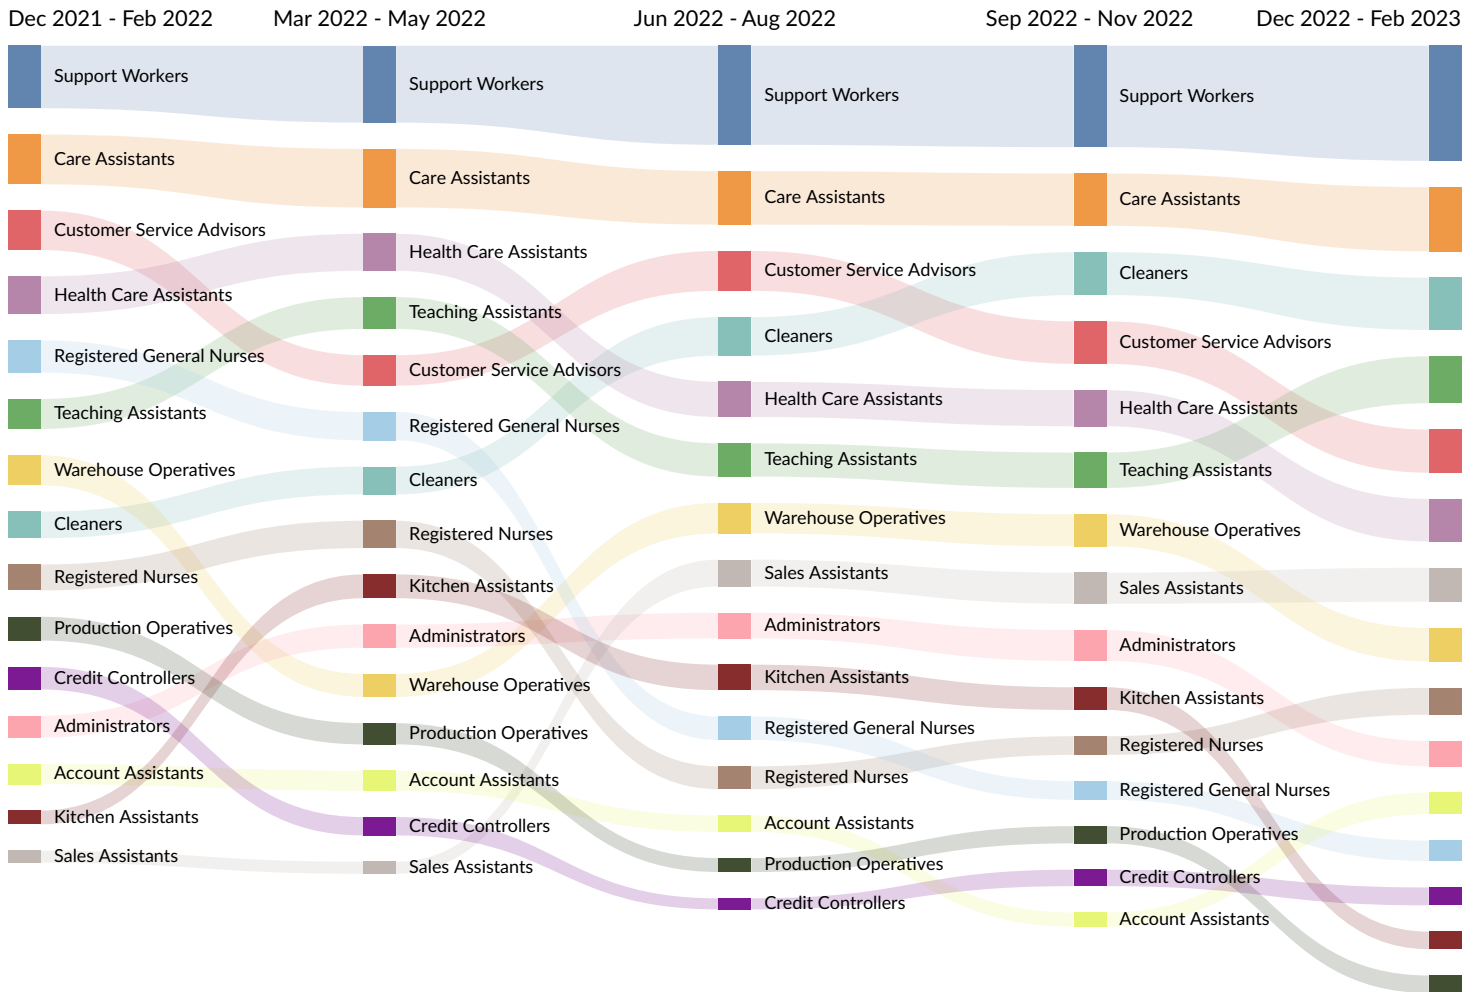 Dec 2021 - Feb 2022
Mar 2022 - May 2022
Jun 2022 - Aug 2022
Sep 2022 - Nov 2022
Dec 2022 - Feb 2023
Support Workers
Care Assistants
Customer Service Advisors
Health Care Assistants
Registered General Nurses
Teaching Assistants
Warehouse Operatives
Cleaners
Registered Nurses
Production Operatives
Credit Controllers
Administrators
Account Assistants
Kitchen Assistants
Sales Assistants
Support Workers
Care Assistants
Health Care Assistants
Teaching Assistants
Customer Service Advisors
Registered General Nurses
Cleaners
Registered Nurses
Kitchen Assistants
Administrators
Warehouse Operatives
Production Operatives
Account Assistants
Credit Controllers
Sales Assistants
Support Workers
Care Assistants
Customer Service Advisors
Cleaners
Health Care Assistants
Teaching Assistants
Warehouse Operatives
Sales Assistants
Administrators
Kitchen Assistants
Registered General Nurses
Registered Nurses
Account Assistants
Production Operatives
Credit Controllers
Support Workers
Care Assistants
Cleaners
Customer Service Advisors
Health Care Assistants
Teaching Assistants
Warehouse Operatives
Sales Assistants
Administrators
Kitchen Assistants
Registered Nurses
Registered General Nurses
Production Operatives
Credit Controllers
Account Assistants